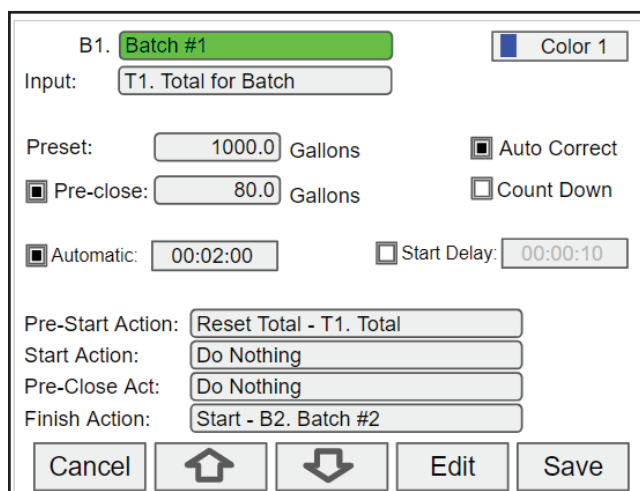 B1. Batch #1 Color 1
Input: T1. Total for Batch
Preset: 1000.0 Gallons Auto Correct
Pre-close: 80.0 Gallons Count Down
Automatic: 00:02:00 Start Delay: 00:00:10
Pre-Start Action: Reset Total - T1. Total
Start Action: Do Nothing
Pre-Close Act: Do Nothing
Finish Action: Start - B2. Batch #2
Cancel Edit Save